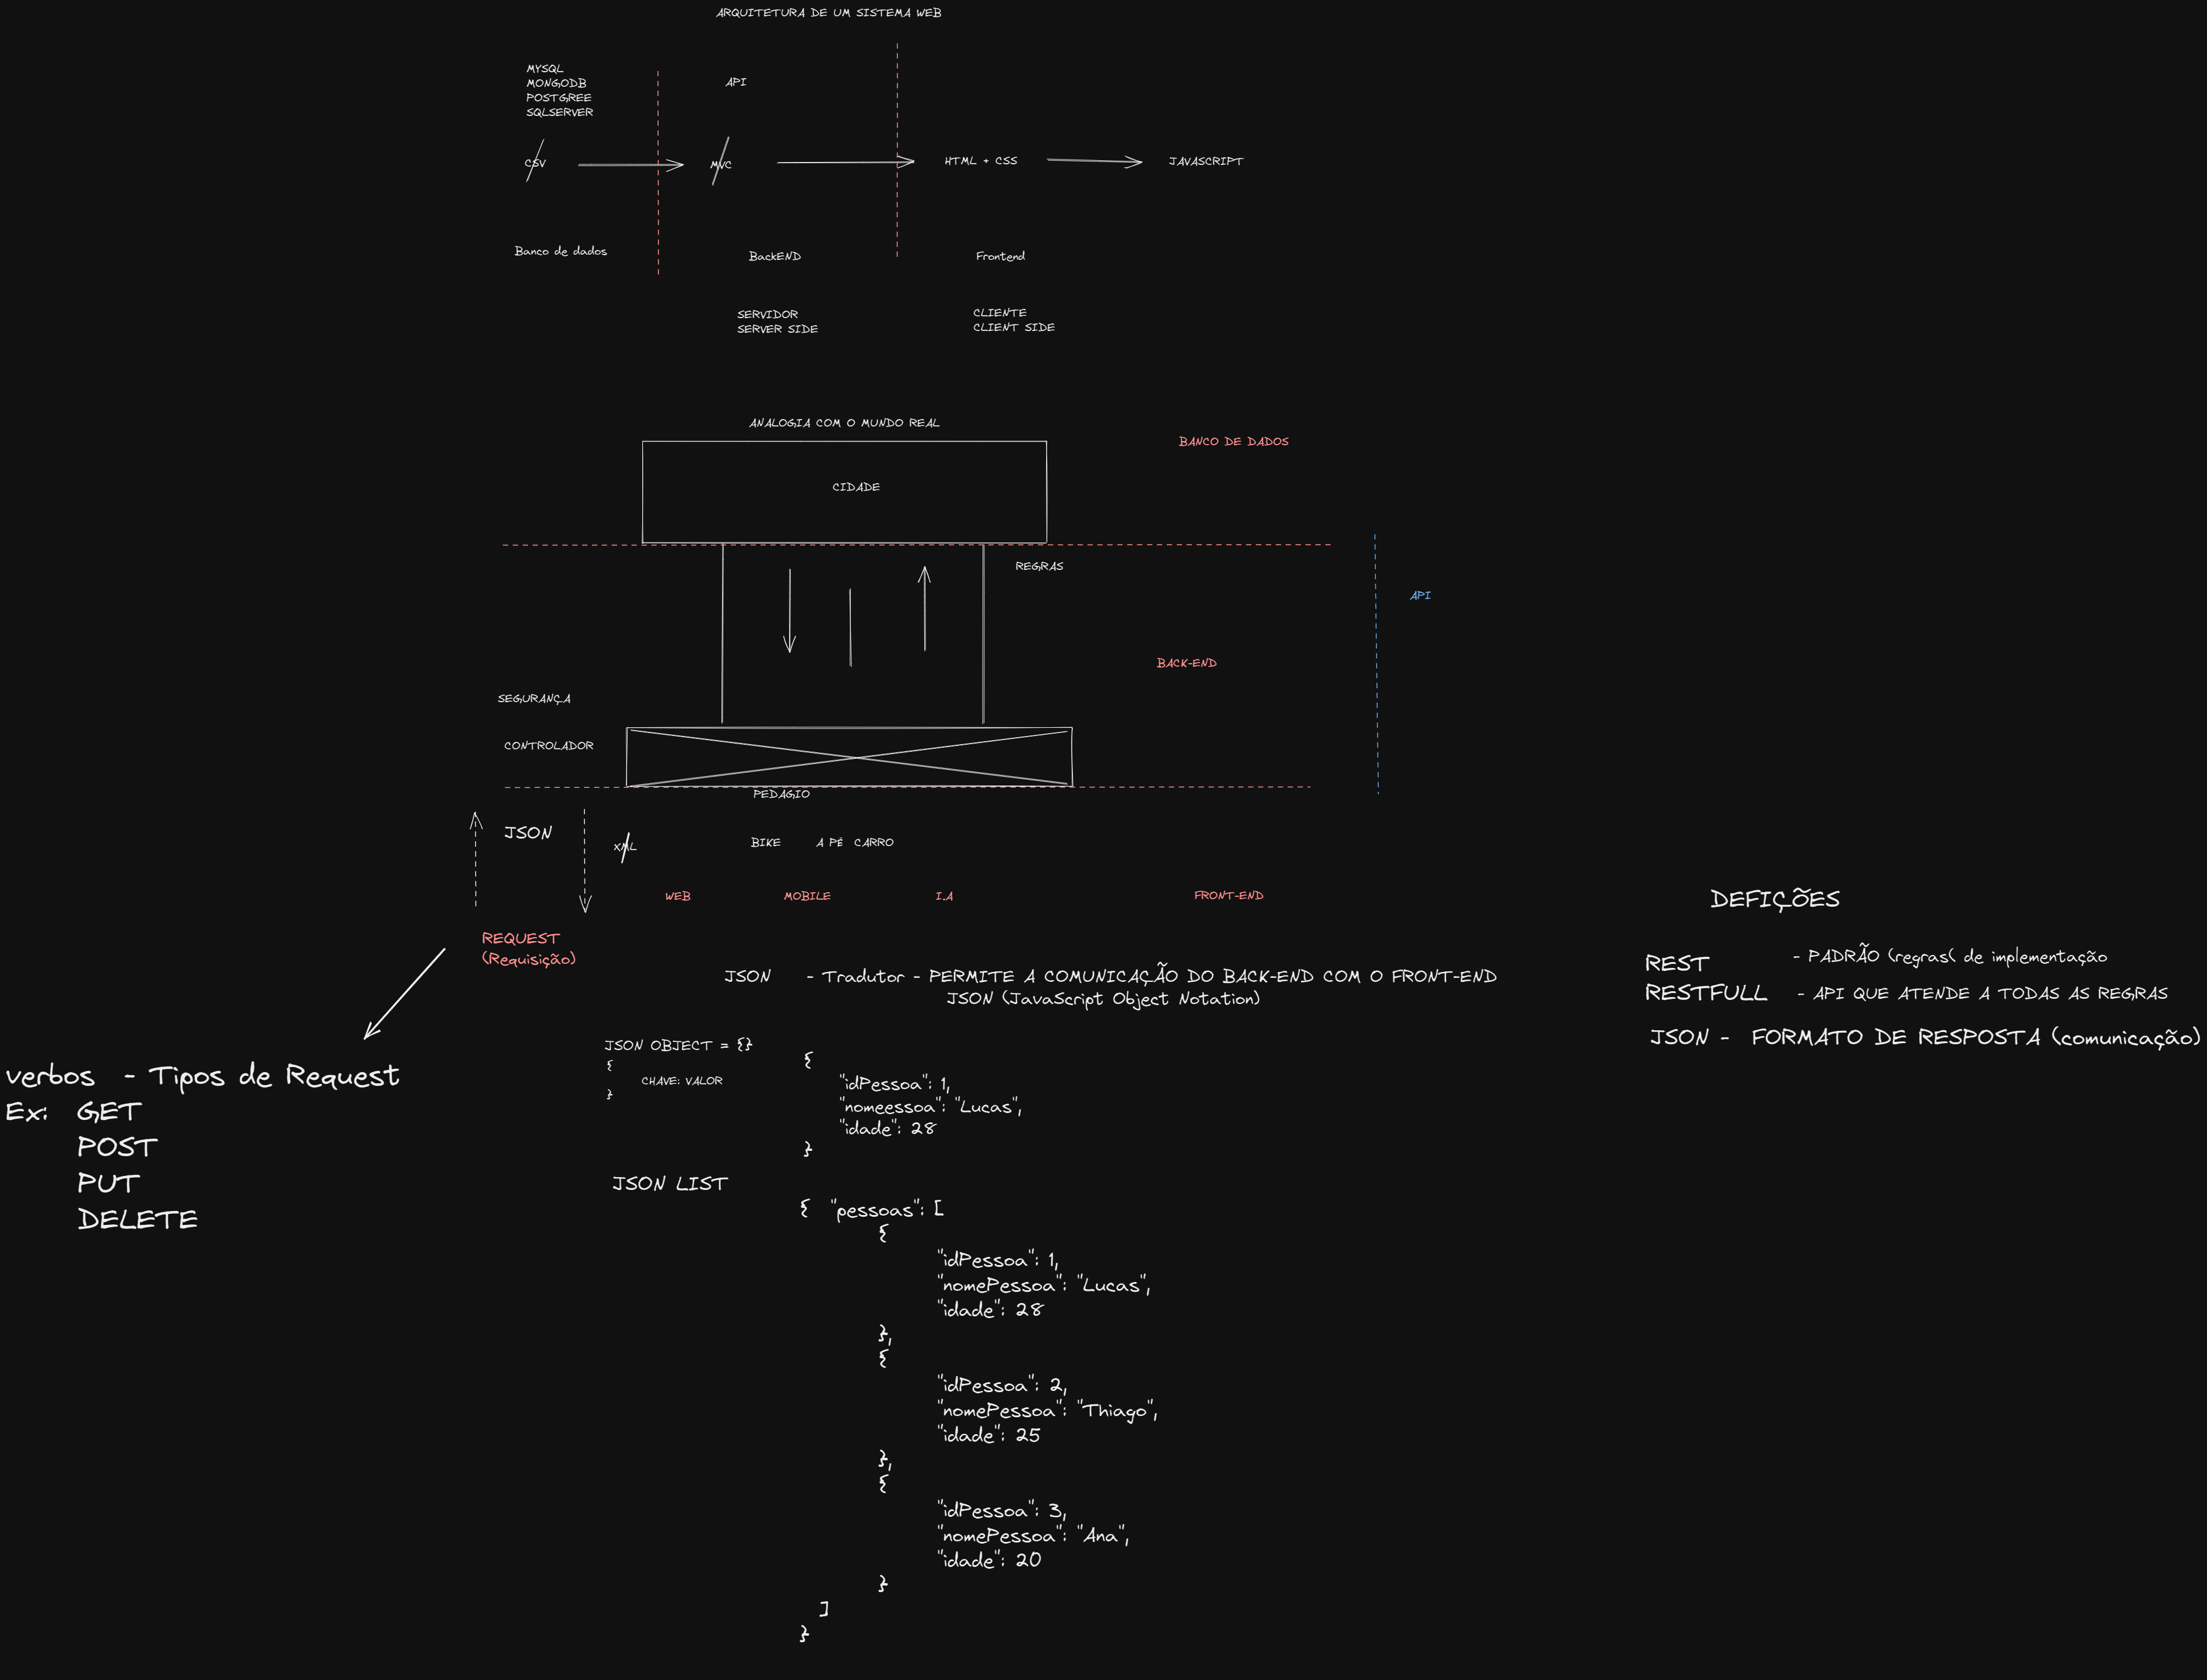 ARQUITETURA DE UM SISTEMA WEB
MYSQL
MONGODB
POSTGREE
SQLSERVER
API
CSV
MVC
HTML + CSS
JAVASCRIPT
Banco de dados
BackEND
Frontend
SERVIDOR
SERVER SIDE
CLIENTE
CLIENT SIDE
ANALOGIA COM O MUNDO REAL
BANCO DE DADOS
CIDADE
REGRAS
API
BACK-END
SEGURANÇA
CONTROLADOR
PEDAGIO
JSON
XML
BIKE
A PÉ
CARRO
WEB
MOBILE
I.A
FRONT-END
REQUEST
(Requisição)
verbos - Tipos de Request
Ex: GET
POST
PUT
DELETE
JSON - Tradutor - PERMITE A COMUNICAÇÃO DO BACK-END COM O FRONT-END
JSON (JavaScript Object Notation)
JSON OBJECT = {}
{
CHAVE: VALOR
}
{
"idPessoa": 1,
"nomeessoa": "Lucas",
"idade": 28
}
JSON LIST
{ "pessoas": [
{
"idPessoa": 1,
"nomePessoa": "Lucas",
"idade": 28
},
{
"idPessoa": 2,
"nomePessoa": "Thiago",
"idade": 25
},
{
"idPessoa": 3,
"nomePessoa": "Ana",
"idade": 20
}
]
}
DEFIÇÕES
REST - PADRÃO (regras( de implementação
RESTFULL - API QUE ATENDE A TODAS AS REGRAS
JSON - FORMATO DE RESPOSTA (comunicação)